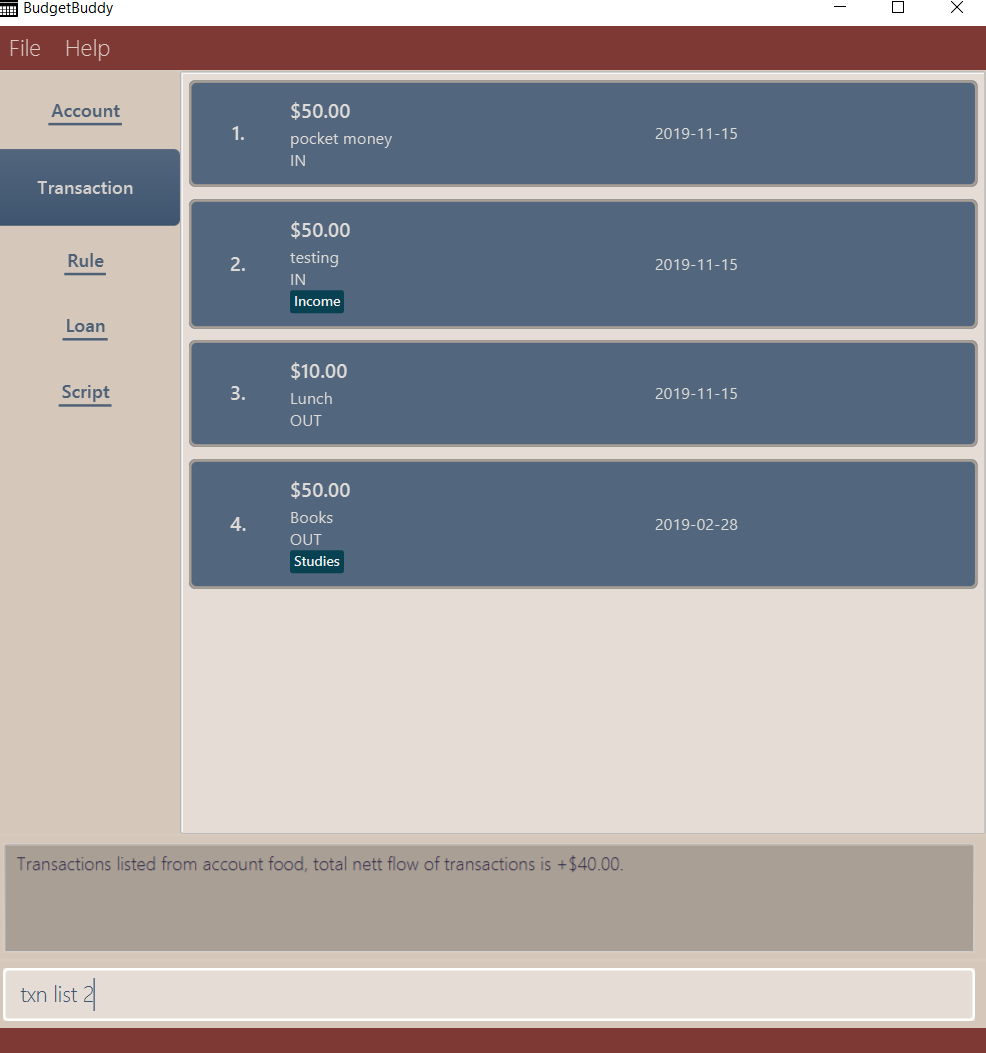 BudgetBuddy
File Help
Account
Transaction
Rule
Loan
Script
1.
$50.00
pocket money
IN
2019-11-15
2.
$50.00
testing
IN
Income
2019-11-15
3.
$10.00
Lunch
OUT
2019-11-15
4.
$50.00
Books
OUT
Studies
2019-02-28
Transactions listed from account food, total nett flow of transactions is +$40.00.
txn list 2